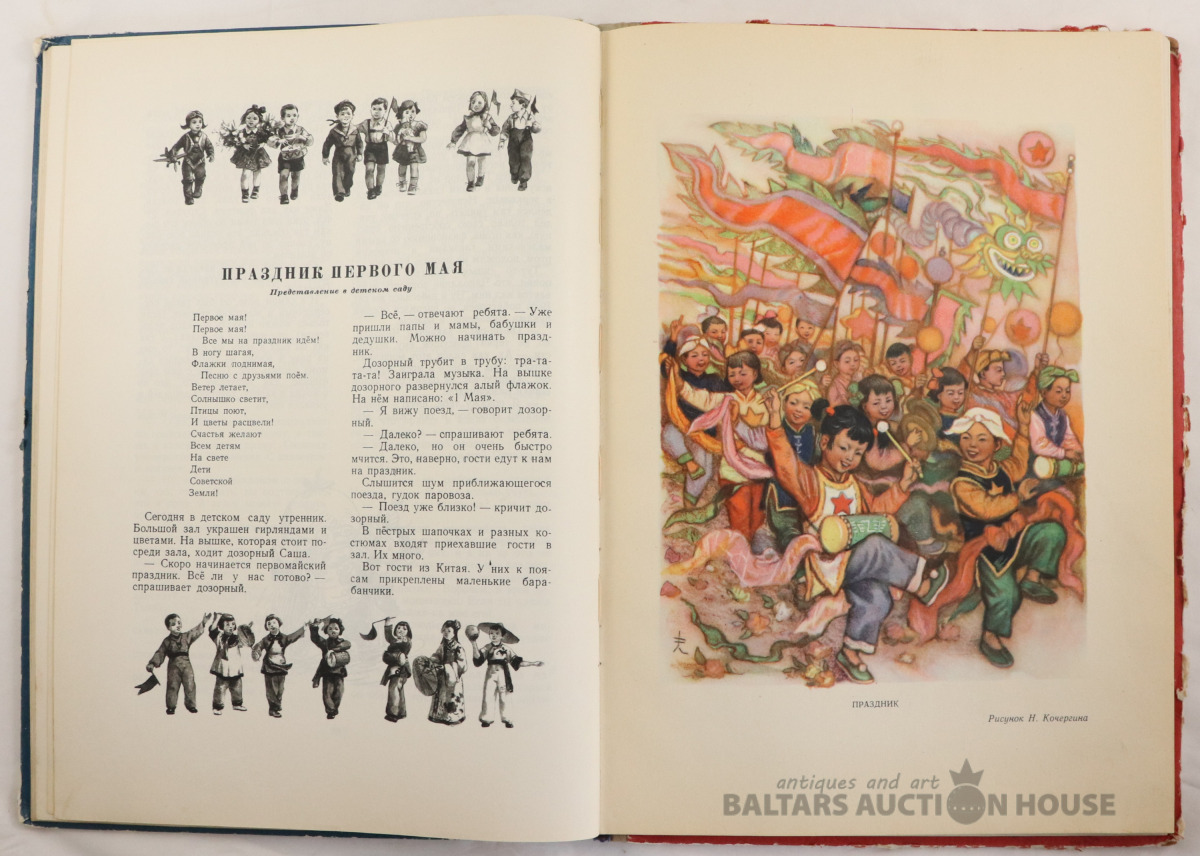 ПРАЗДНИК ПЕРВОГО МАЯ
Представление в детском саду
Первое мая!
Первое мая!
Все мы на праздник идём!
В ногу шагая,
Флажки поднимая,
Песню с друзьями поём.
Ветер летает,
Солнышко светит,
Птицы поют,
И цветы расцвели!
Счастья желают
Всем детям
На свете
Дети
Советской
Земли!
Сегодня в детском саду утренник.
Большой зал украшен гирляндами и
цветами. На вышке, которая стоит по-
среди зала, ходит дозорный Саша.
— Скоро начинается первомайский
праздник. Всё ли у нас готово? —
спрашивает дозорный.
— Всё, — отвечают ребята. — Уже
пришли папы и мамы, бабушки и
дедушки. Можно начинать празд-
ник.
Дозорный трубит в трубу: тра-та-
та-та! Заиграла музыка. На вышке
дозорного развернулся алый флажок.
На нём написано: «1 Мая».
— Я вижу поезд, — говорит дозор-
ный.
— Далеко? — спрашивают ребята.
— Далеко, но он очень быстро
мчится. Это, наверно, гости едут к нам
на праздник.
Слышится шум приближающегося
поезда, гудок паровоза.
— Поезд уже близко! — кричит до-
зорный.
В пёстрых шапочках и разных ко-
стюмах входят приехавшие гости в
зал. Их много.
Вот гости из Китая. У них к поя-
сам прикреплены маленькие бара-
банчики.
ПРАЗДНИК
Рисунок Н. Кочергина
antiques and art
BALTARS AUCTION HOUSE